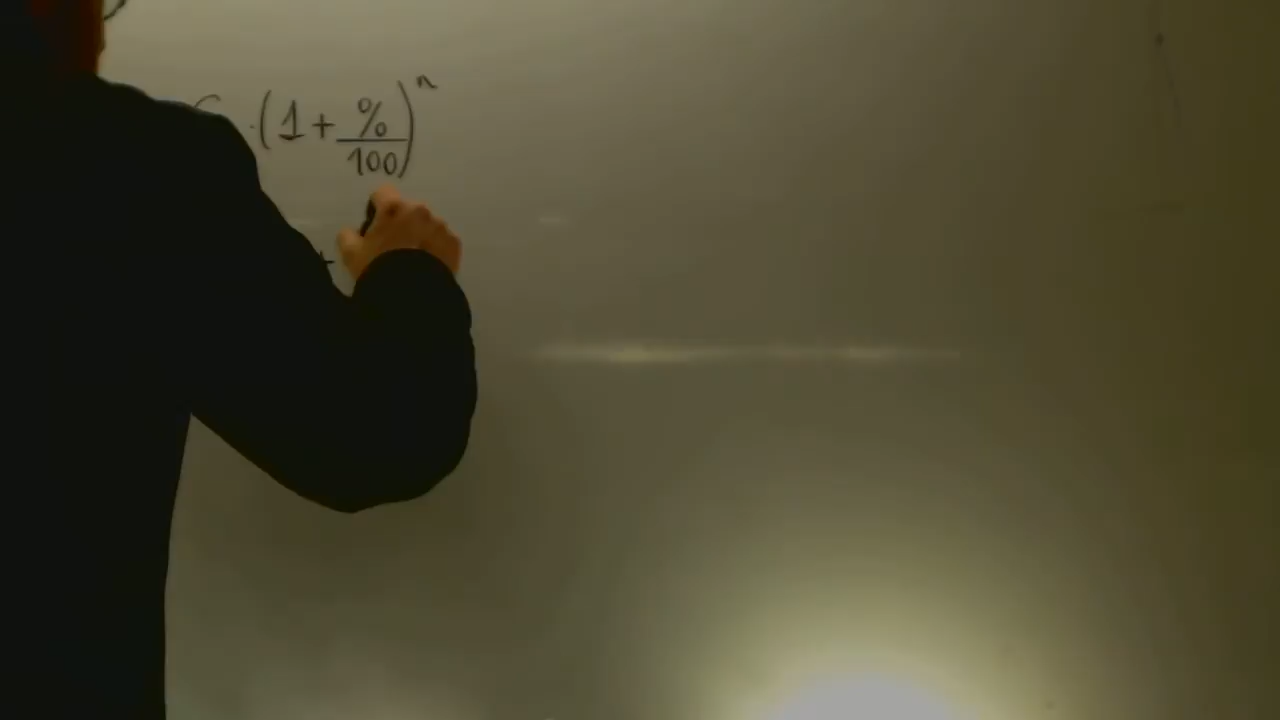 · (1 + %/100)^n
+